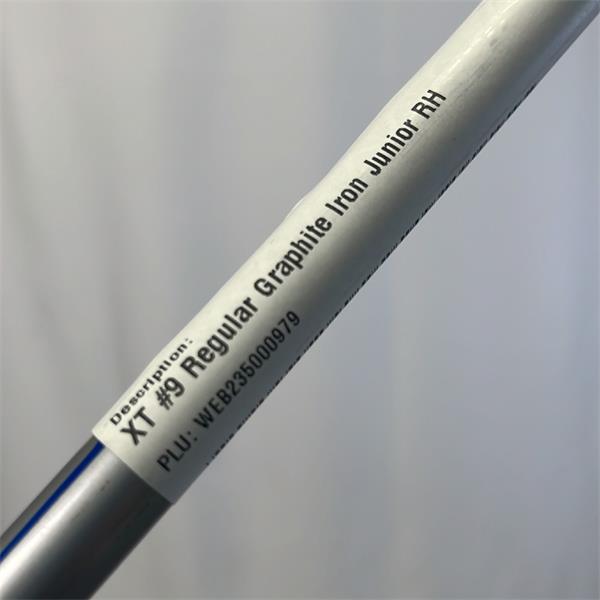 Description:
XT #9 Regular Graphite Iron Junior RH
PLU: WEB235000979